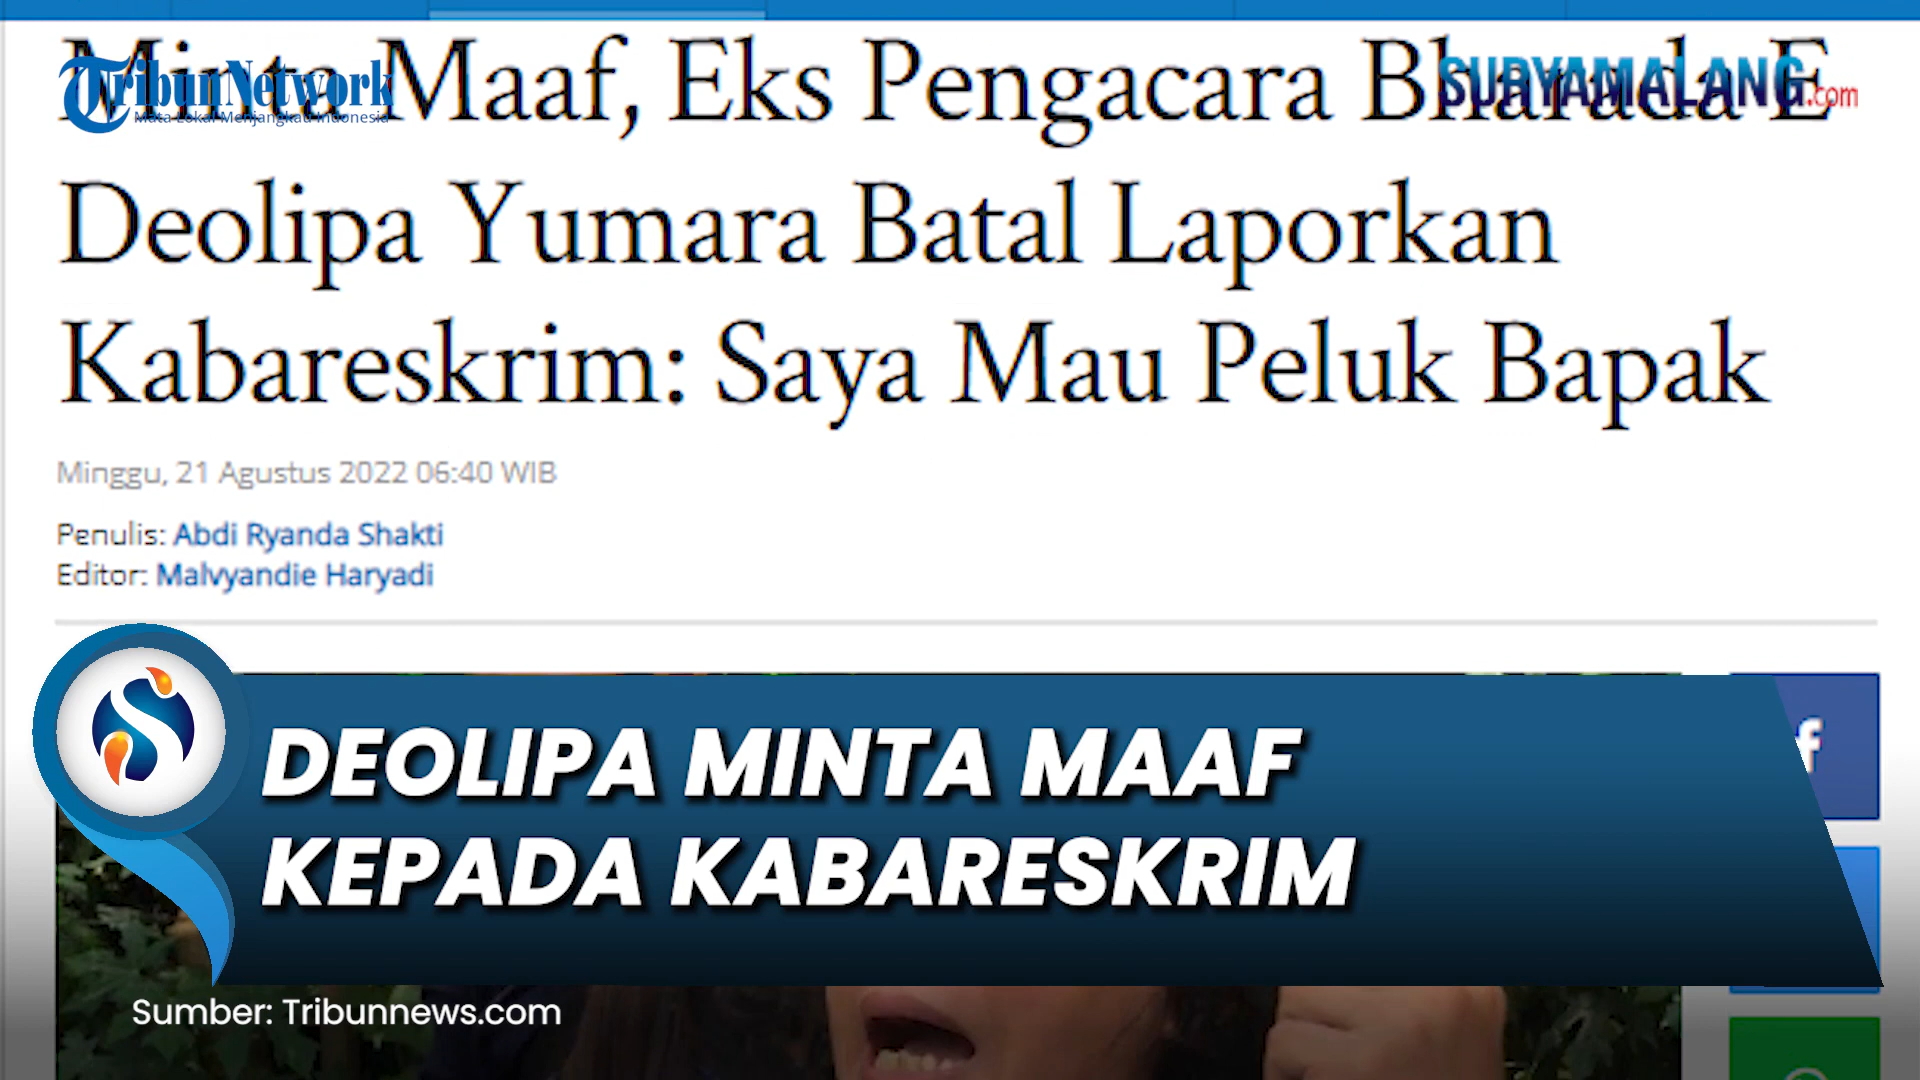 Minta Maaf, Eks Pengacara Bharada E
TribunNetwork
Mata Lokal Menjangkau Indonesia
SURYAMALANG.com
Deolipa Yumara Batal Laporkan
Kabareskrim: Saya Mau Peluk Bapak
Minggu, 21 Agustus 2022 06:40 WIB
Penulis: Abdi Ryanda Shakti
Editor: Malvyandie Haryadi
DEOLIPA MINTA MAAF
KEPADA KABARESKRIM
Sumber: Tribunnews.com